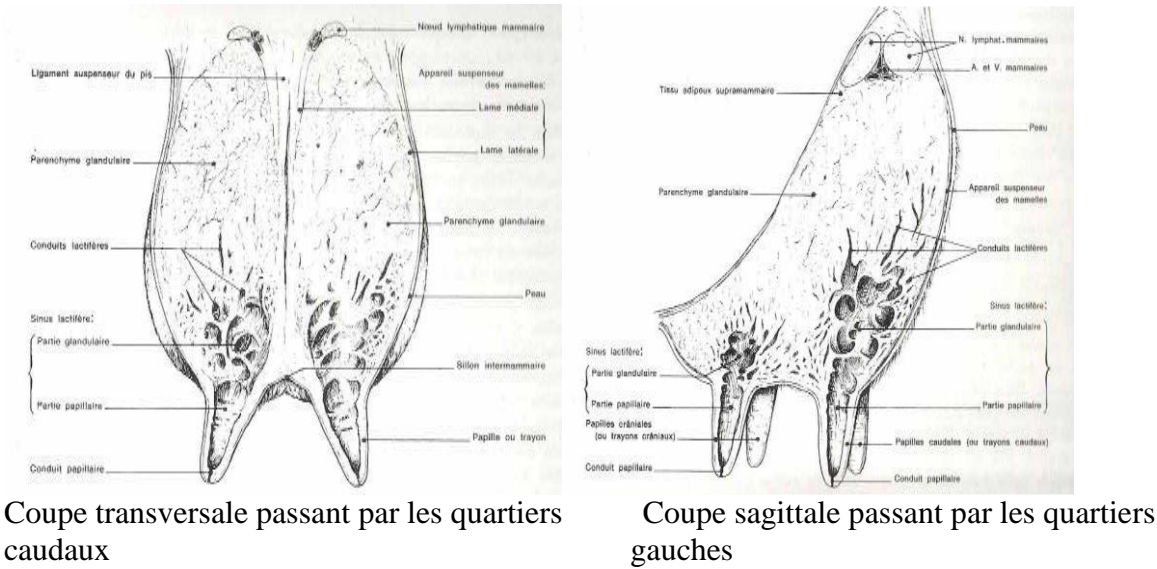 Nœud lymphatique mammaire
Ligament suspenseur du pis
Appareil suspenseur
des mamelles:
Lame médiale
Lame latérale
Parenchyme glandulaire
Parenchyme glandulaire
Conduits lactifères
Peau
Sinus lactifère:
Partie glandulaire
Sillon intermammaire
Partie papillaire
Papille ou trayon
Conduit papillaire
N. lymphat. mammaires
A. et V. mammaires
Tissu adipeux supramammaire
Peau
Parenchyme glandulaire
Appareil suspenseur
des mamelles
Conduits lactifères
Sinus lactifère:
Partie glandulaire
Sinus lactifère:
Partie glandulaire
Partie papillaire
Partie papillaire
Papilles crâniales
(ou trayons crâniaux)
Papilles caudales (ou trayons caudaux)
Conduit papillaire
Conduit papillaire
Coupe transversale passant par les quartiers
caudaux
Coupe sagittale passant par les quartiers
gauches